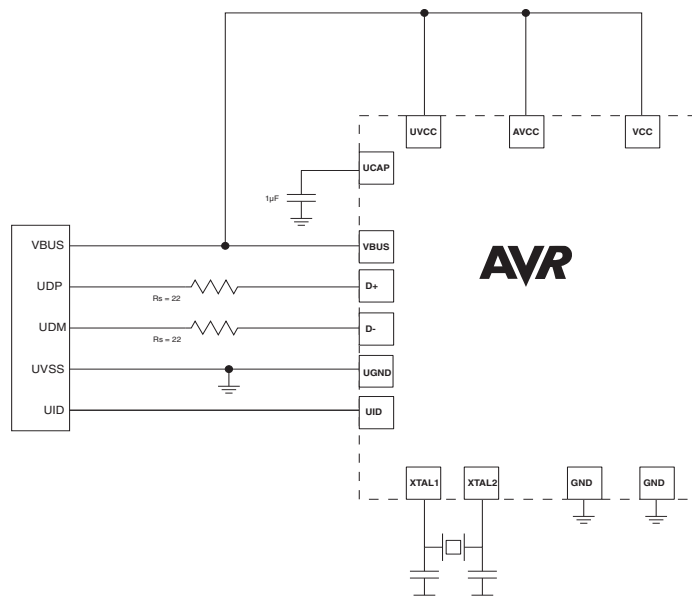 UVCC
AVCC
VCC
UCAP
1µF
VBUS
VBUS
AVR
UDP
D+
Rs = 22
UDM
D-
Rs = 22
UVSS
UGND
UID
UID
XTAL1
XTAL2
GND
GND